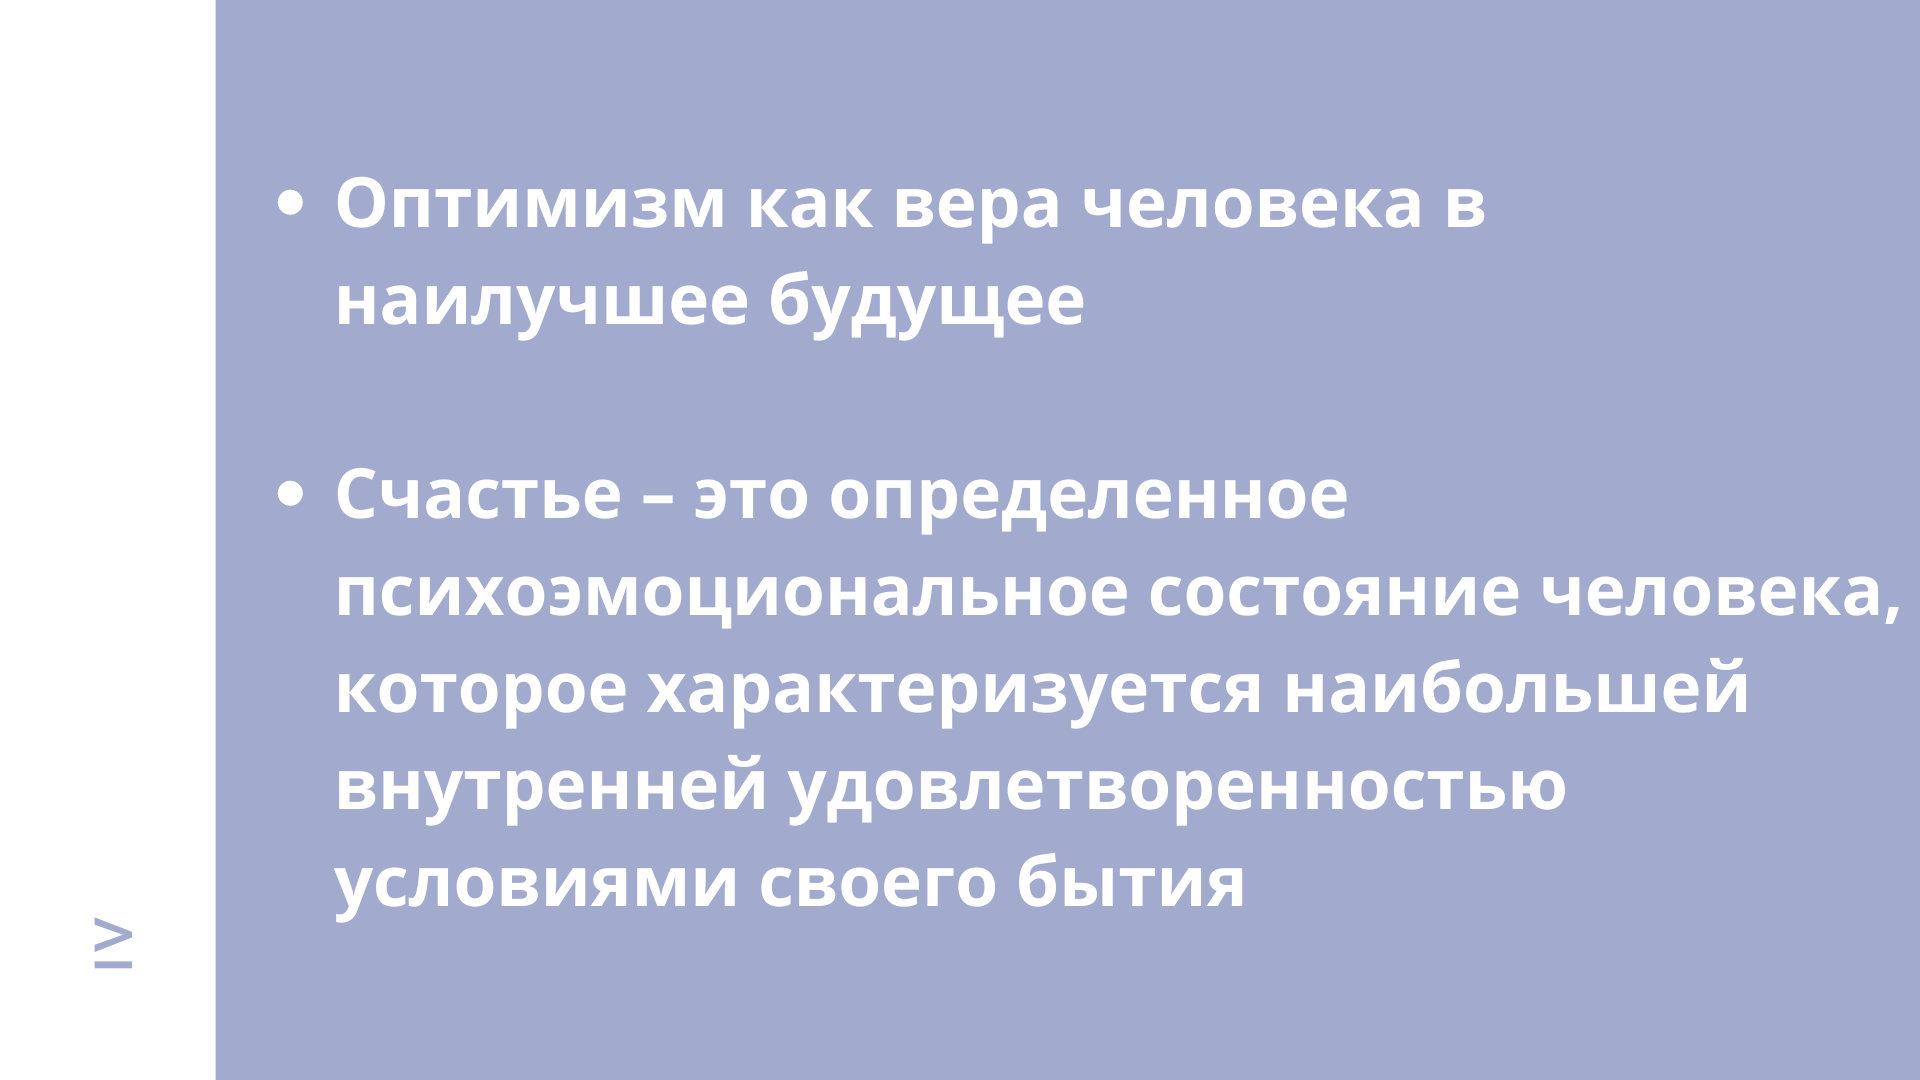 • Оптимизм как вера человека в
наилучшее будущее
• Счастье – это определенное
психоэмоциональное состояние человека,
которое характеризуется наибольшей
внутренней удовлетворенностью
условиями своего бытия
IV